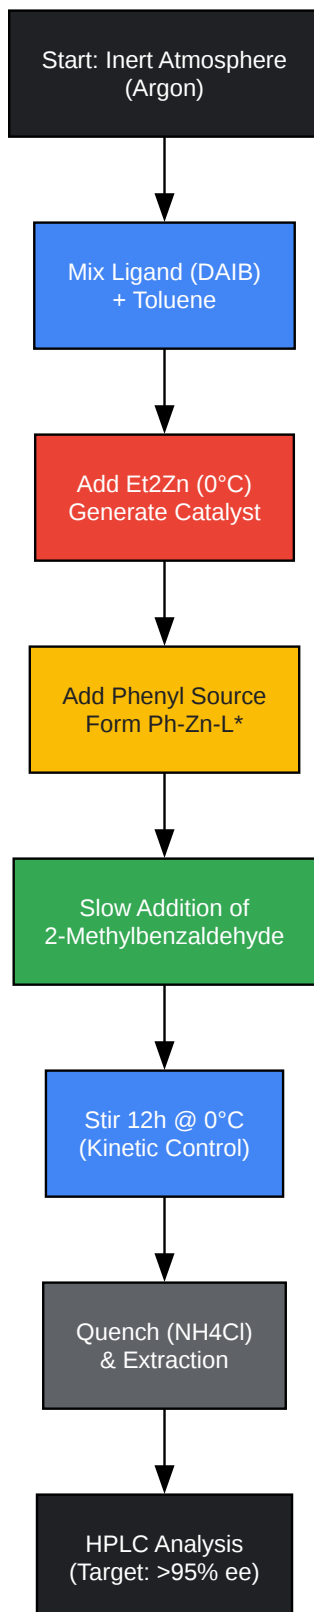 Start: Inert Atmosphere
(Argon)
Mix Ligand (DAIB)
+ Toluene
Add Et2Zn (0°C)
Generate Catalyst
Add Phenyl Source
Form Ph-Zn-L*
Slow Addition of
2-Methylbenzaldehyde
Stir 12h @ 0°C
(Kinetic Control)
Quench (NH4Cl)
& Extraction
HPLC Analysis
(Target: >95% ee)